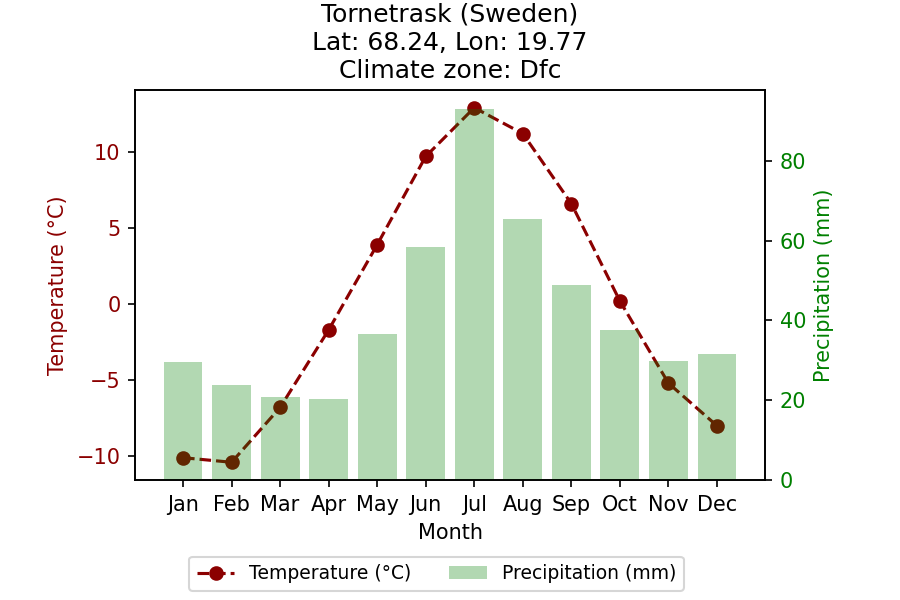 Tornetrask (Sweden)
Lat: 68.24, Lon: 19.77
Climate zone: Dfc
Temperature (°C)
10
5
0
−5
−10
80
60
40
20
0
Precipitation (mm)
Jan Feb Mar Apr May Jun Jul Aug Sep Oct Nov Dec
Month
Temperature (°C) Precipitation (mm)